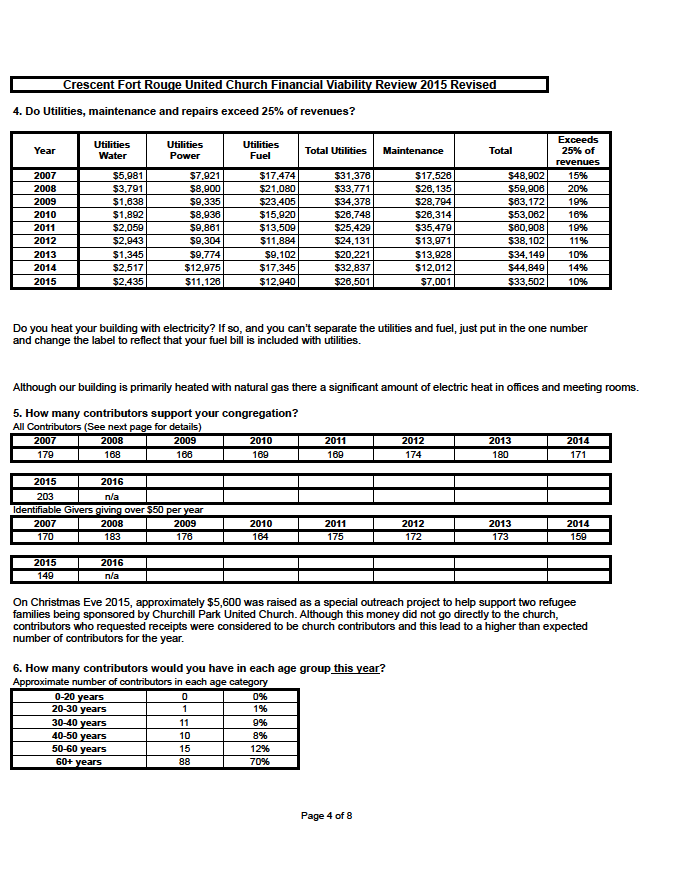 Crescent Fort Rouge United Church Financial Viability Review 2015 Revised
4. Do Utilities, maintenance and repairs exceed 25% of revenues?
Year Utilities Water Utilities Power Utilities Fuel Total Utilities Maintenance Total Exceeds 25% of revenues
2007 $5,981 $7,921 $17,474 $31,376 $17,526 $48,902 15%
2008 $3,791 $8,900 $21,080 $33,771 $26,135 $59,906 20%
2009 $1,638 $9,335 $23,405 $34,378 $28,794 $63,172 19%
2010 $1,892 $8,936 $15,920 $26,748 $26,314 $53,062 16%
2011 $2,059 $9,861 $13,509 $25,429 $35,479 $60,908 19%
2012 $2,943 $9,304 $11,884 $24,131 $13,971 $38,102 11%
2013 $1,345 $9,774 $9,102 $20,221 $13,928 $34,149 10%
2014 $2,517 $12,975 $17,345 $32,837 $12,012 $44,849 14%
2015 $2,435 $11,126 $12,940 $26,501 $7,001 $33,502 10%
Do you heat your building with electricity? If so, and you can't separate the utilities and fuel, just put in the one number
and change the label to reflect that your fuel bill is included with utilities.
Although our building is primarily heated with natural gas there a significant amount of electric heat in offices and meeting rooms.
5. How many contributors support your congregation?
All Contributors (See next page for details)
2007 2008 2009 2010 2011 2012 2013 2014
179 168 166 169 169 174 180 171
2015 2016
203 n/a
Identifiable Givers giving over $50 per year
2007 2008 2009 2010 2011 2012 2013 2014
170 183 176 164 175 172 173 159
2015 2016
149 n/a
On Christmas Eve 2015, approximately $5,600 was raised as a special outreach project to help support two refugee
families being sponsored by Churchill Park United Church. Although this money did not go directly to the church,
contributors who requested receipts were considered to be church contributors and this lead to a higher than expected
number of contributors for the year.
6. How many contributors would you have in each age group this year?
Approximate number of contributors in each age category
0-20 years 0 0%
20-30 years 1 1%
30-40 years 11 9%
40-50 years 10 8%
50-60 years 15 12%
60+ years 88 70%
Page 4 of 8